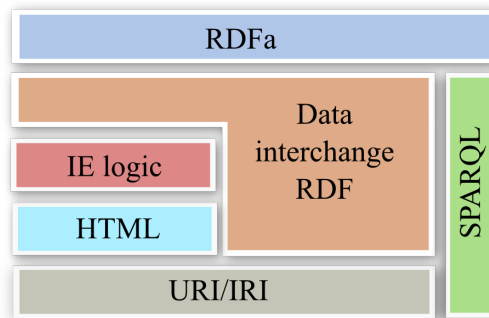 RDFa
Data
interchange
RDF
IE logic
HTML
SPARQL
URI/IRI